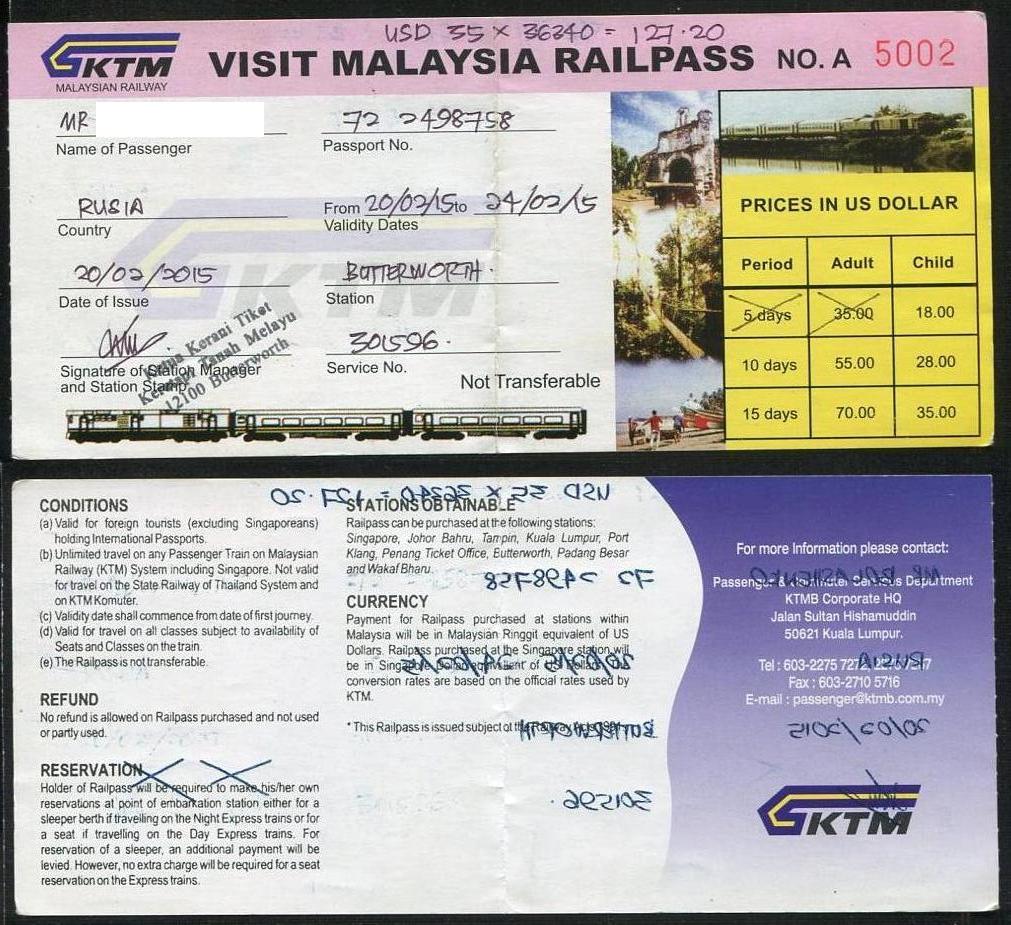 USD 35 X 36340 = 127.20
KTM
MALAYSIAN RAILWAY
VISIT MALAYSIA RAILPASS NO. A 5002
MR
Name of Passenger
72 2498758
Passport No.
RUSIA
Country
From 20/02/15 to 24/02/15
Validity Dates
20/02/2015
Date of Issue
BUTTERWORTH.
Station
Signature of Station Manager
and Station Stamp
Ketua Kerani Tiket
Keretapi Tanah Melayu
12100 Butterworth
301596.
Service No.
Not Transferable
KTM
PRICES IN US DOLLAR
Period Adult Child
5 days 35.00 18.00
10 days 55.00 28.00
15 days 70.00 35.00
CONDITIONS
(a) Valid for foreign tourists (excluding Singaporeans)
holding International Passports.
(b) Unlimited travel on any Passenger Train on Malaysian
Railway (KTM) System including Singapore. Not valid
for travel on the State Railway of Thailand System and
on KTM Komuter.
(c) Validity date shall commence from date of first journey.
(d) Valid for travel on all classes subject to availability of
Seats and Classes on the train.
(e) The Railpass is not transferable.
REFUND
No refund is allowed on Railpass purchased and not used
or partly used.
RESERVATION
Holder of Railpass will be required to make his/her own
reservations at point of embarkation station either for a
sleeper berth if travelling on the Night Express trains or for
a seat if travelling on the Day Express trains. For
reservation of a sleeper, an additional payment will be
levied. However, no extra charge will be required for a seat
reservation on the Express trains.
STATIONS OBTAINABLE
Railpass can be purchased at the following stations:
Singapore, Johor Bahru, Tampin, Kuala Lumpur, Port
Klang, Penang Ticket Office, Butterworth, Padang Besar
and Wakaf Bharu.
CURRENCY
Payment for Railpass purchased at stations within
Malaysia will be in Malaysian Ringgit equivalent of US
Dollars. Railpass purchased at the Singapore station will
be in Singapore Dollar equivalent of US Dollars. The
conversion rates are based on the official rates used by
KTM.
* This Railpass is issued subject ot the Railway Act 1991
For more Information please contact:
Passenger & Services Department
KTMB Corporate HQ
Jalan Sultan Hishamuddin
50621 Kuala Lumpur.
Tel : 603-2275
Fax : 603-2710 5716
E-mail : passenger@ktmb.com.my
KTM